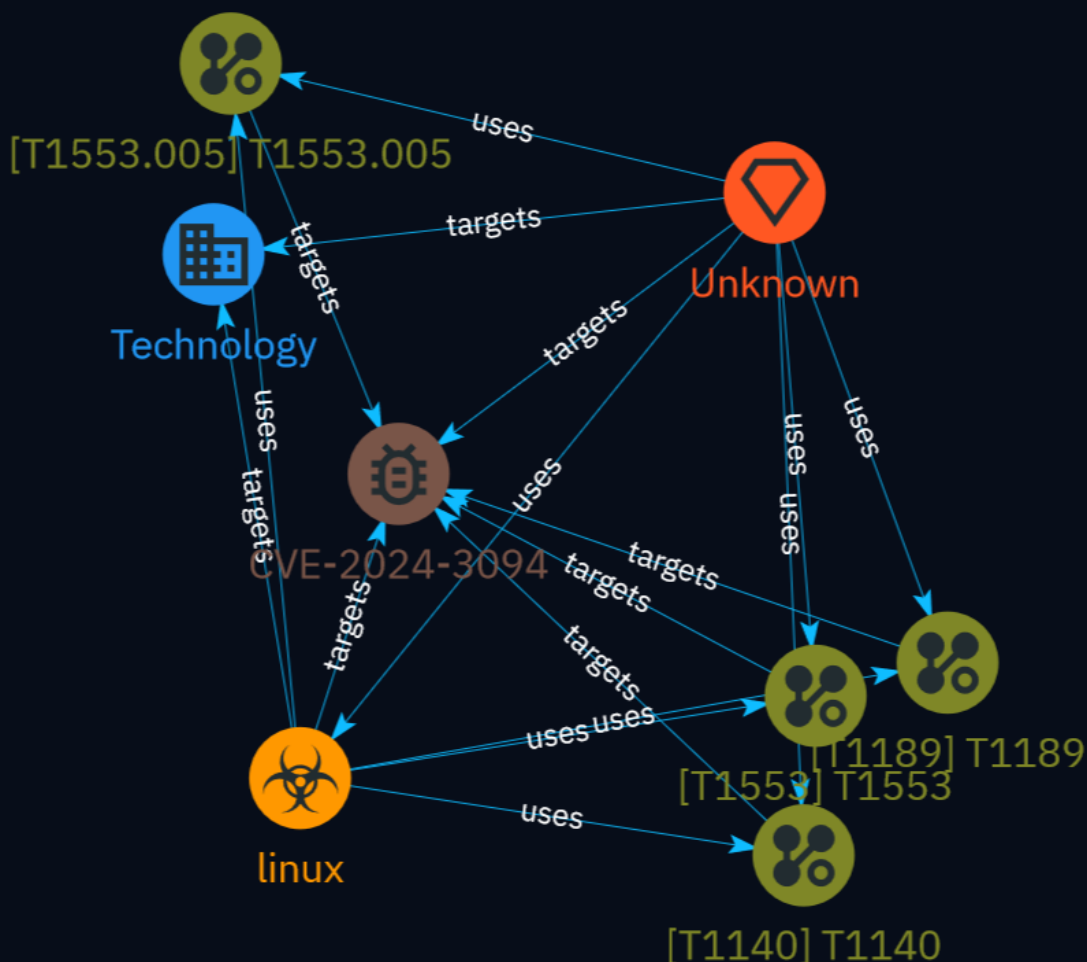 uses
[T1553.005] T1553.005
targets
targets
Unknown
targets
Technology
uses
uses
uses
targets
uses
uses
targets
CVE-2024-3094
targets
targets
targets
targets
uses
uses
[T1189] T1189
[T1553] T1553
uses
linux
[T1140] T1140